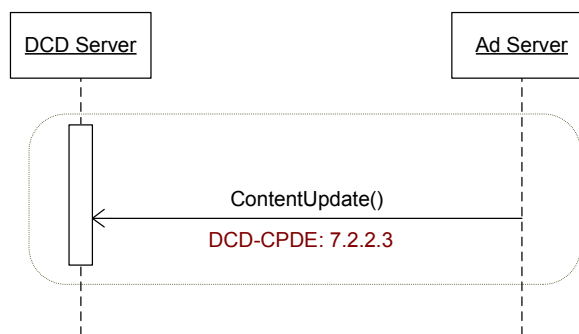 DCD Server
Ad Server
ContentUpdate()
DCD-CPDE: 7.2.2.3